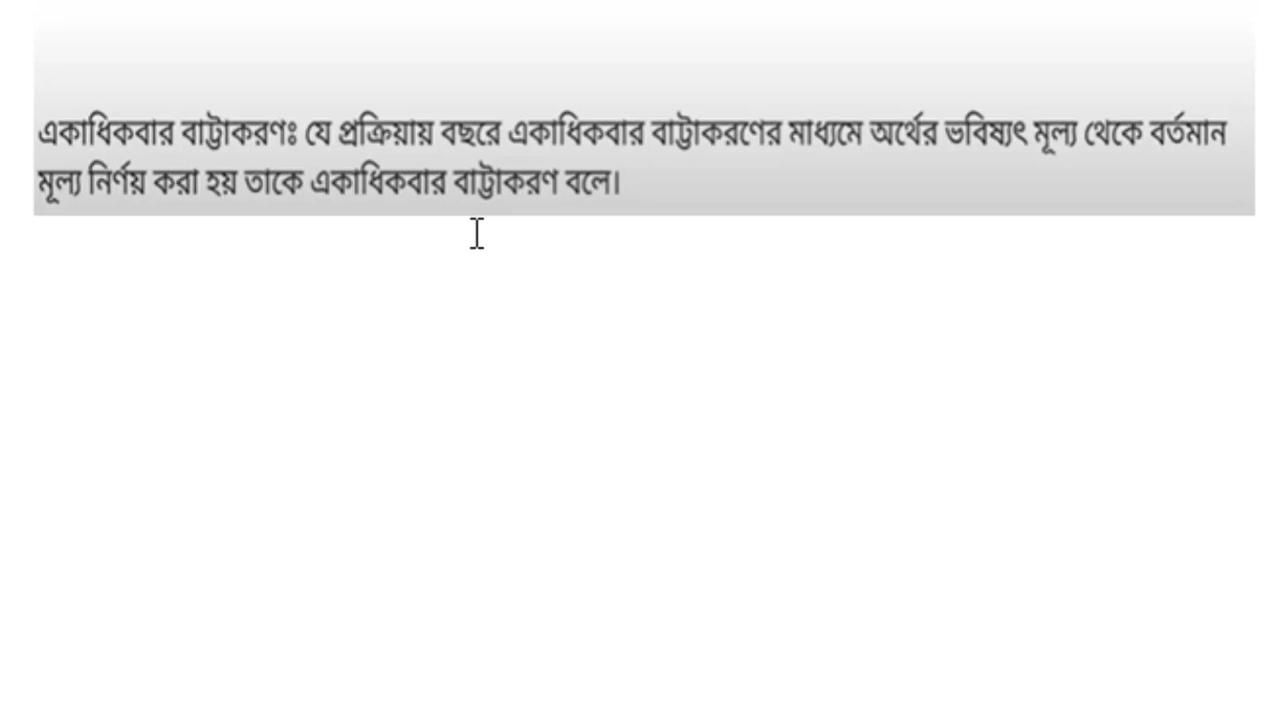 একাধিকবার বাট্টাকরণঃ যে প্রক্রিয়ায় বছরে একাধিকবার বাট্টাকরণের মাধ্যমে অর্থের ভবিষ্যৎ মূল্য থেকে বর্তমান
মূল্য নির্ণয় করা হয় তাকে একাধিকবার বাট্টাকরণ বলে।